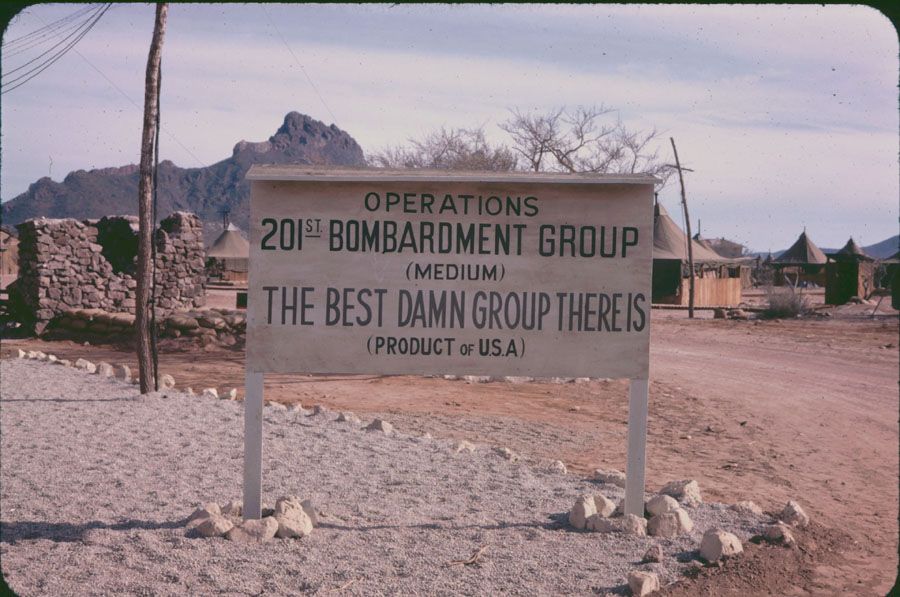 OPERATIONS
201ST. BOMBARDMENT GROUP
(MEDIUM)
THE BEST DAMN GROUP THERE IS
(PRODUCT OF U.S.A)